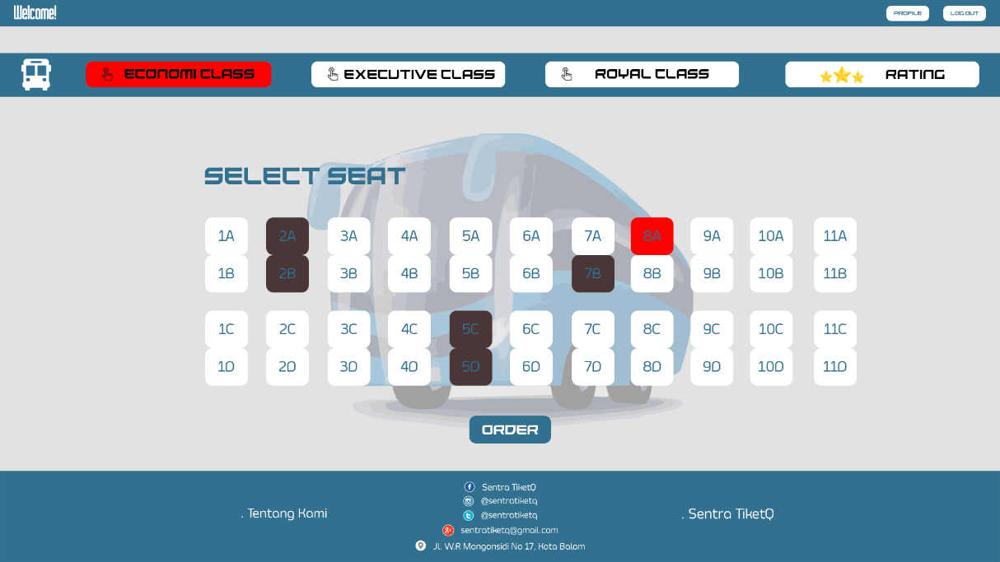 Welcome!
PROFILE
LOG OUT
ECONOMI CLASS
EXECUTIVE CLASS
ROYAL CLASS
RATING
SELECT SEAT
1A 2A 3A 4A 5A 6A 7A 8A 9A 10A 11A
1B 2B 3B 4B 5B 6B 7B 8B 9B 10B 11B
1C 2C 3C 4C 5C 6C 7C 8C 9C 10C 11C
1D 2D 3D 4D 5D 6D 7D 8D 9D 10D 11D
ORDER
. Tentang Kami
Sentra TiketQ
@sentratiketq
@sentratiketq
sentratiketq@gmail.com
Jl. W.R Mongonsidi No 17, Kota Balam
. Sentra TiketQ